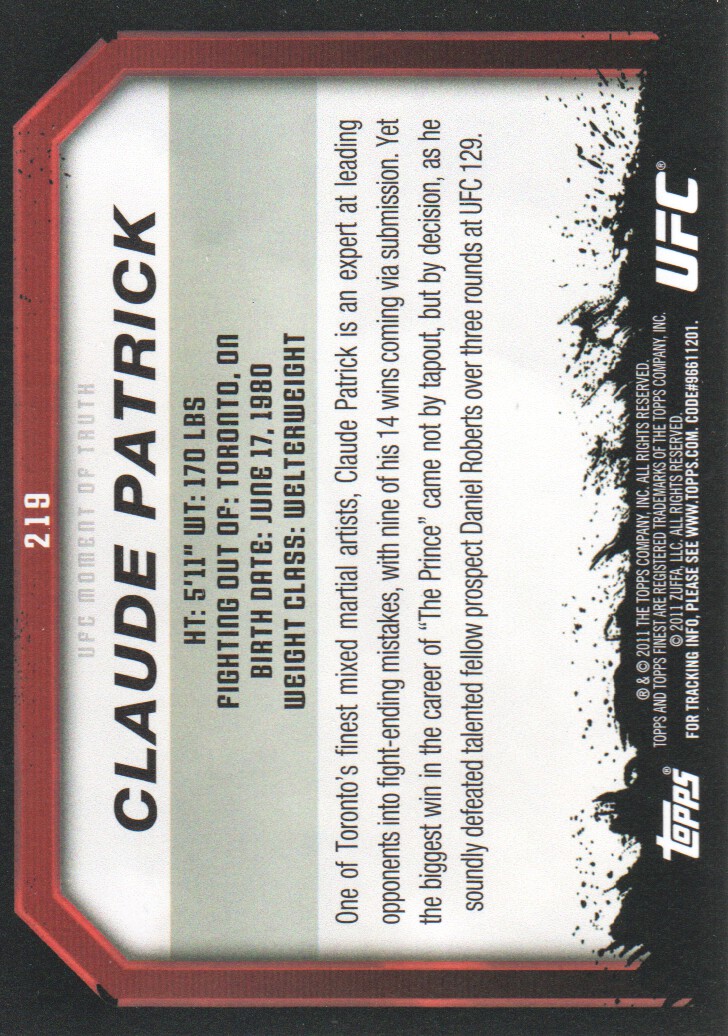 219
UFC MOMENT OF TRUTH
CLAUDE PATRICK
HT: 5'11" WT: 170 LBS
FIGHTING OUT OF: TORONTO, ON
BIRTH DATE: JUNE 17, 1980
WEIGHT CLASS: WELTERWEIGHT
One of Toronto's finest mixed martial artists, Claude Patrick is an expert at leading
opponents into fight-ending mistakes, with nine of his 14 wins coming via submission. Yet
the biggest win in the career of "The Prince" came not by tapout, but by decision, as he
soundly defeated talented fellow prospect Daniel Roberts over three rounds at UFC 129.
® & © 2011 THE TOPPS COMPANY, INC. ALL RIGHTS RESERVED.
TOPPS AND TOPPS FINEST ARE REGISTERED TRADEMARKS OF THE TOPPS COMPANY, INC.
© 2011 ZUFFA, LLC. ALL RIGHTS RESERVED.
FOR TRACKING INFO, PLEASE SEE WWW.TOPPS.COM. CODE#96611201.
TOPPS®
UFC®